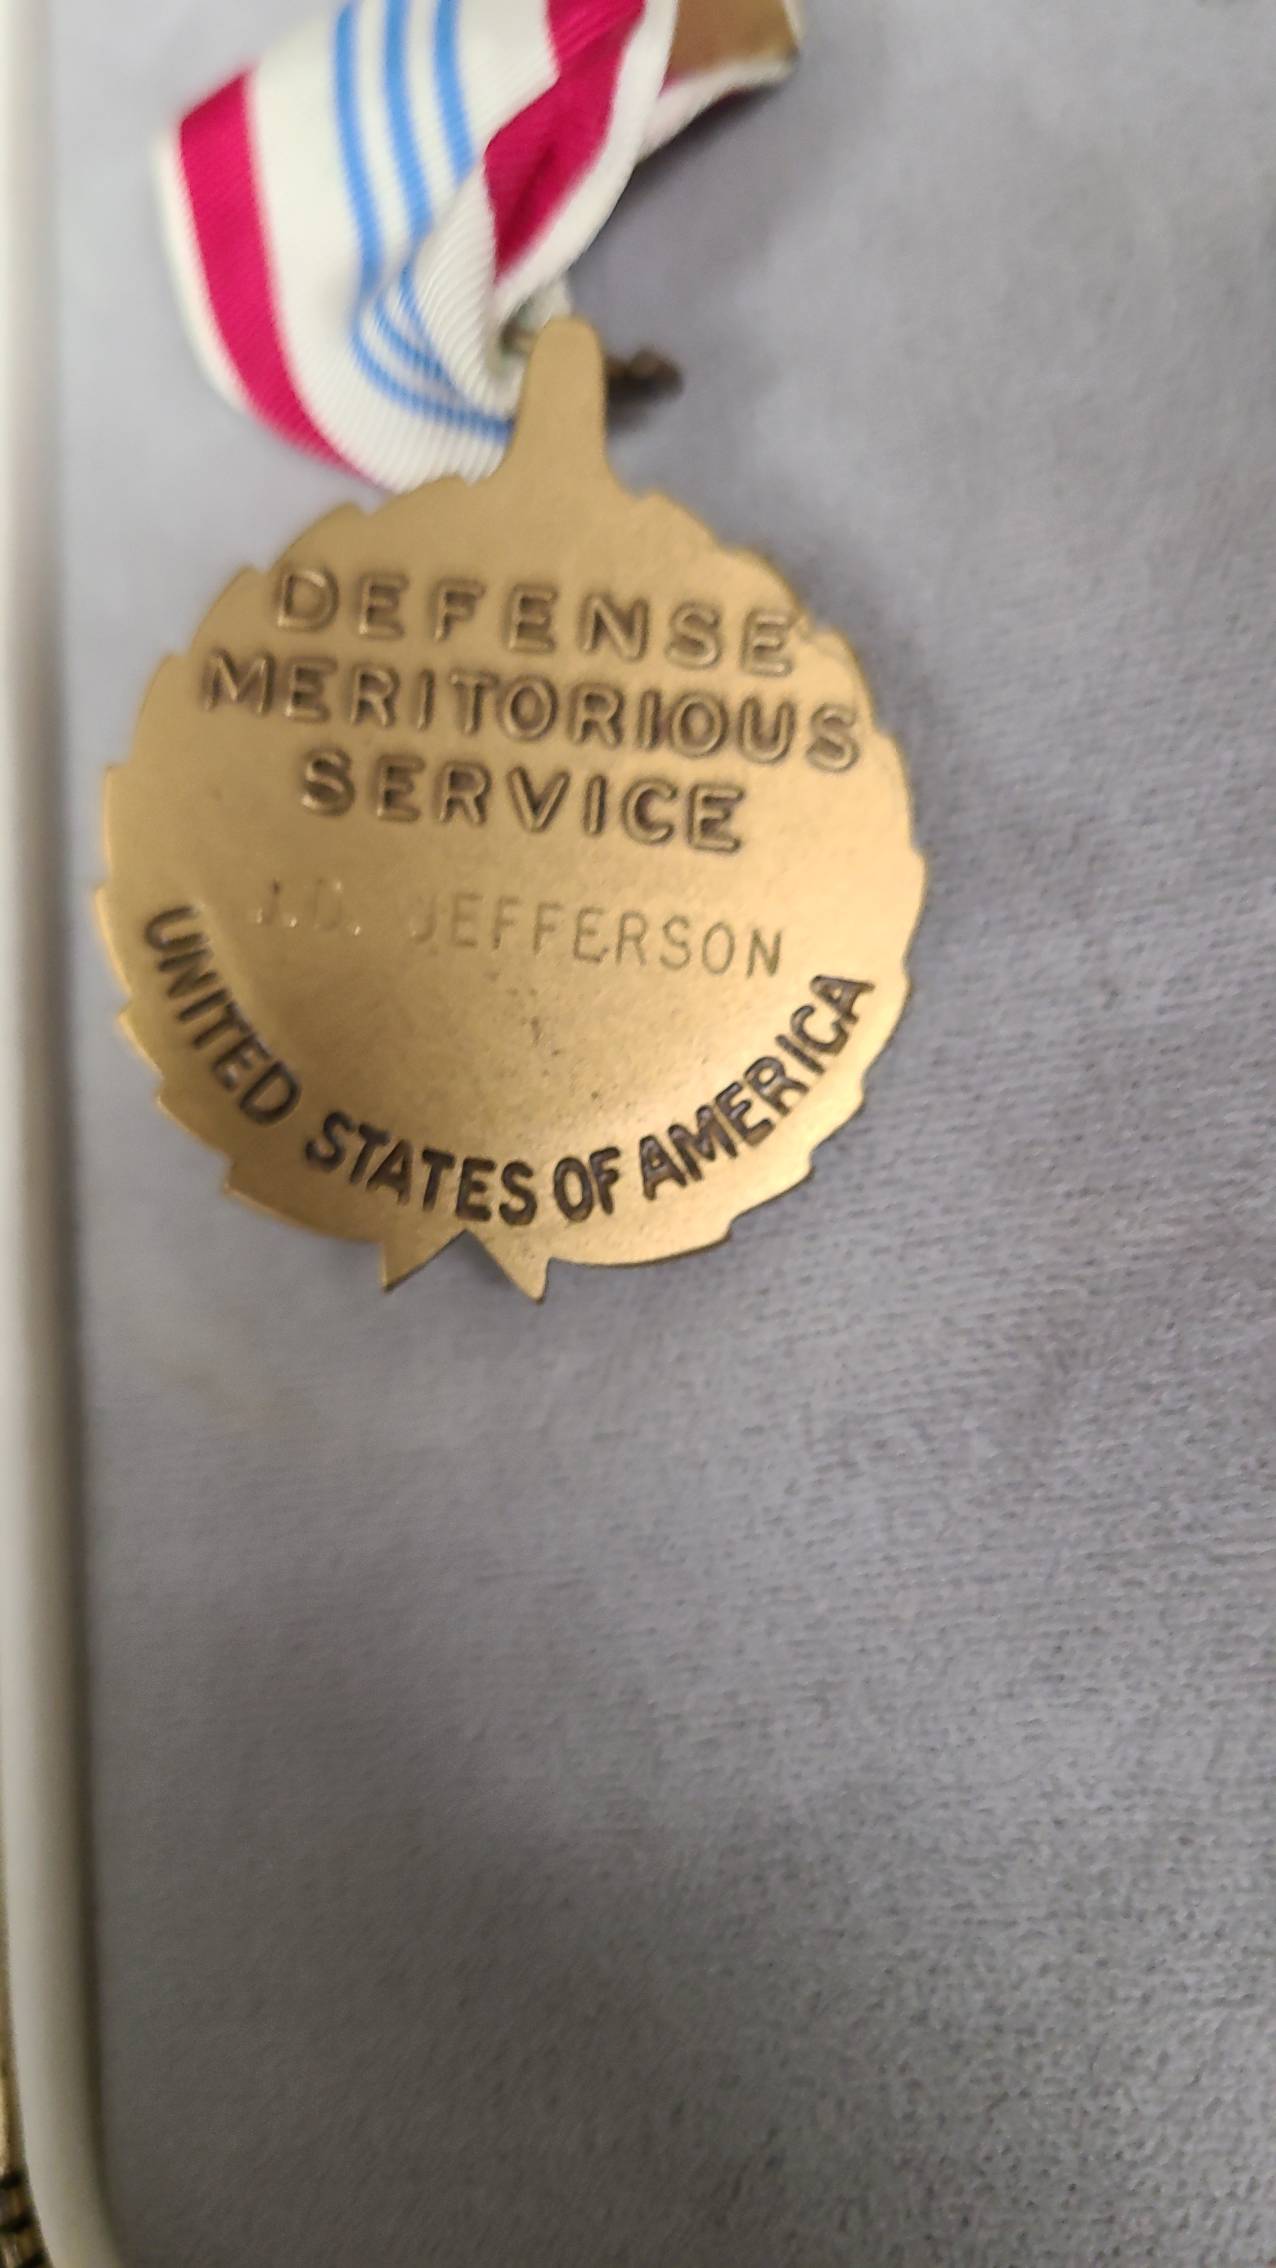 DEFENSE
MERITORIOUS
SERVICE
J.D. JEFFERSON
UNITED STATES OF AMERICA